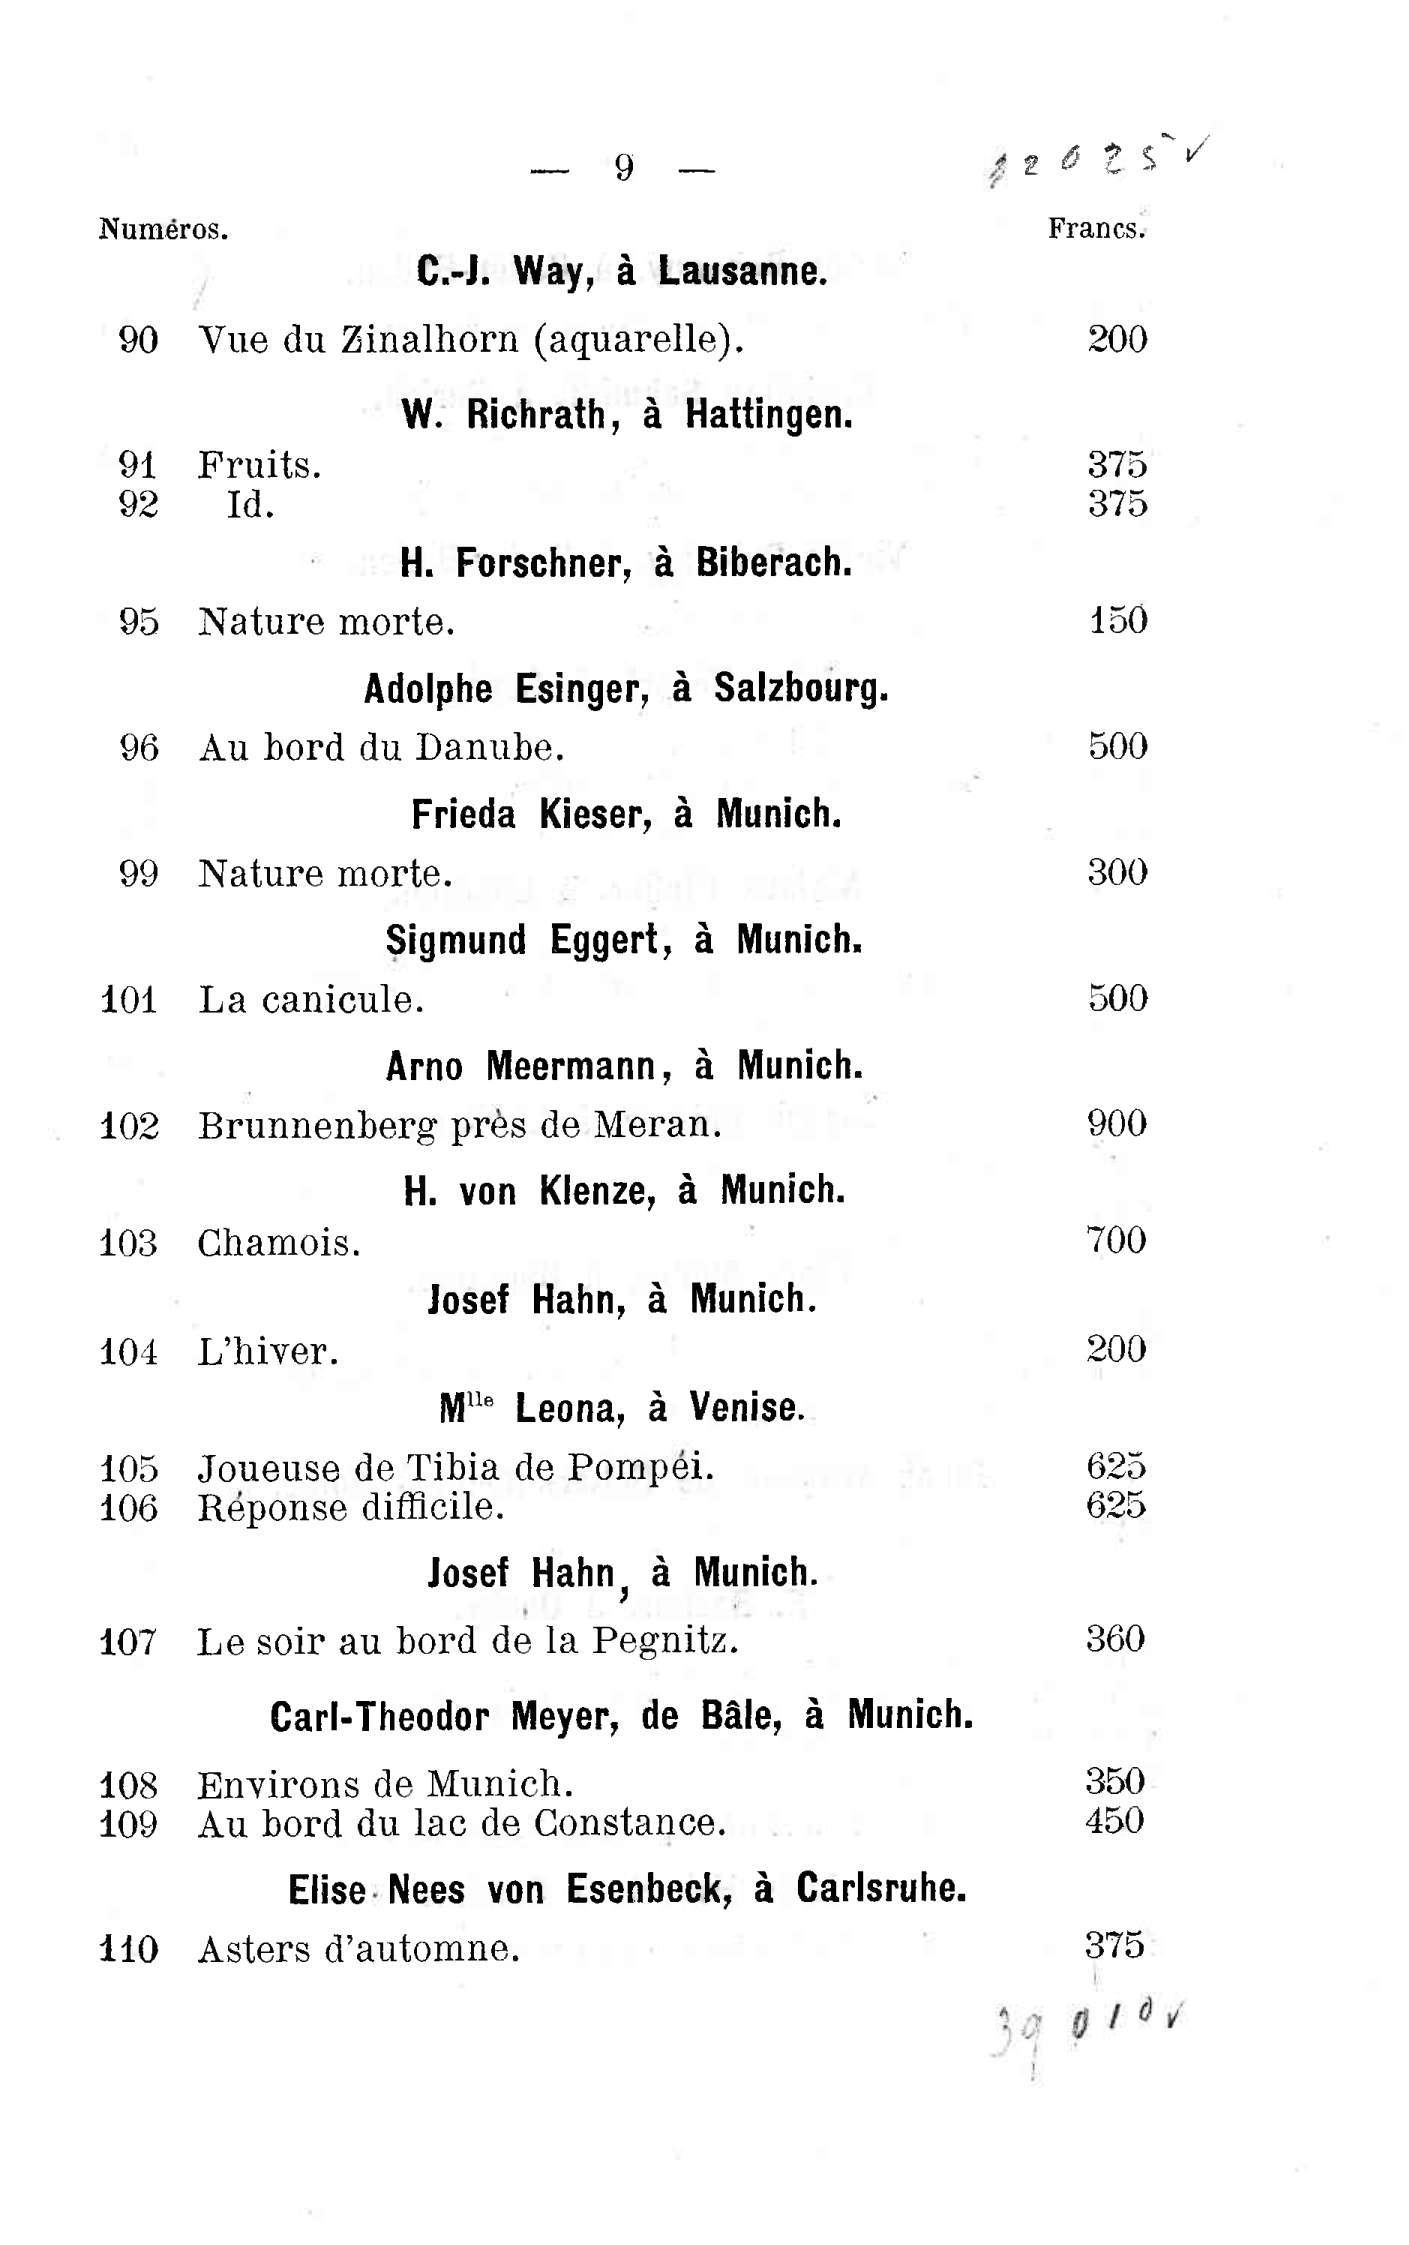 — 9 —
32025 ✓
Numéros. Francs.
C.-J. Way, à Lausanne.
90 Vue du Zinalhorn (aquarelle). 200
W. Richrath, à Hattingen.
91 Fruits. 375
92 Id. 375
H. Forschner, à Biberach.
95 Nature morte. 150
Adolphe Esinger, à Salzbourg.
96 Au bord du Danube. 500
Frieda Kieser, à Munich.
99 Nature morte. 300
Sigmund Eggert, à Munich.
101 La canicule. 500
Arno Meermann, à Munich.
102 Brunnenberg près de Meran. 900
H. von Klenze, à Munich.
103 Chamois. 700
Josef Hahn, à Munich.
104 L'hiver. 200
Mlle Leona, à Venise.
105 Joueuse de Tibia de Pompéi. 625
106 Réponse difficile. 625
Josef Hahn, à Munich.
107 Le soir au bord de la Pegnitz. 360
Carl-Theodor Meyer, de Bâle, à Munich.
108 Environs de Munich. 350
109 Au bord du lac de Constance. 450
Elise Nees von Esenbeck, à Carlsruhe.
110 Asters d'automne. 375
39010 ✓